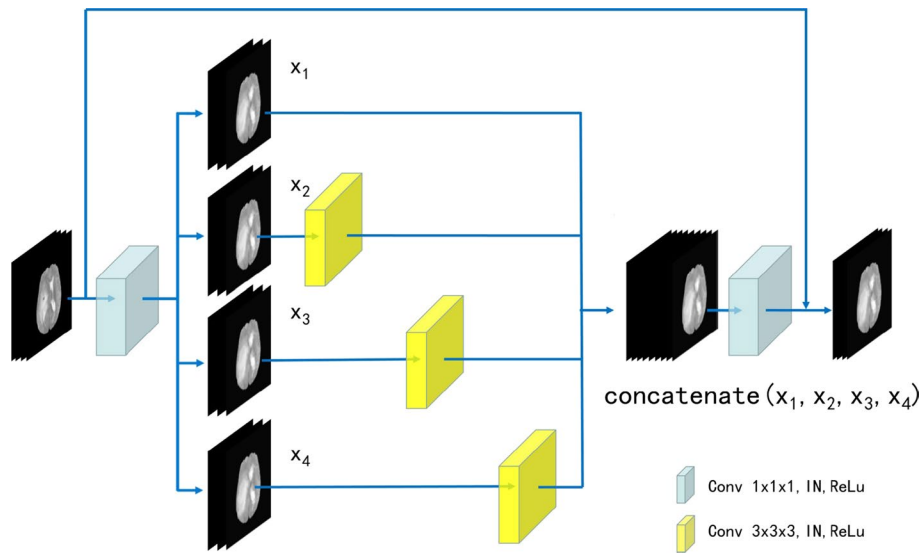 x₁
x₂
x₃
x₄
concatenate(x₁, x₂, x₃, x₄)
Conv 1x1x1, IN, ReLu
Conv 3x3x3, IN, ReLu